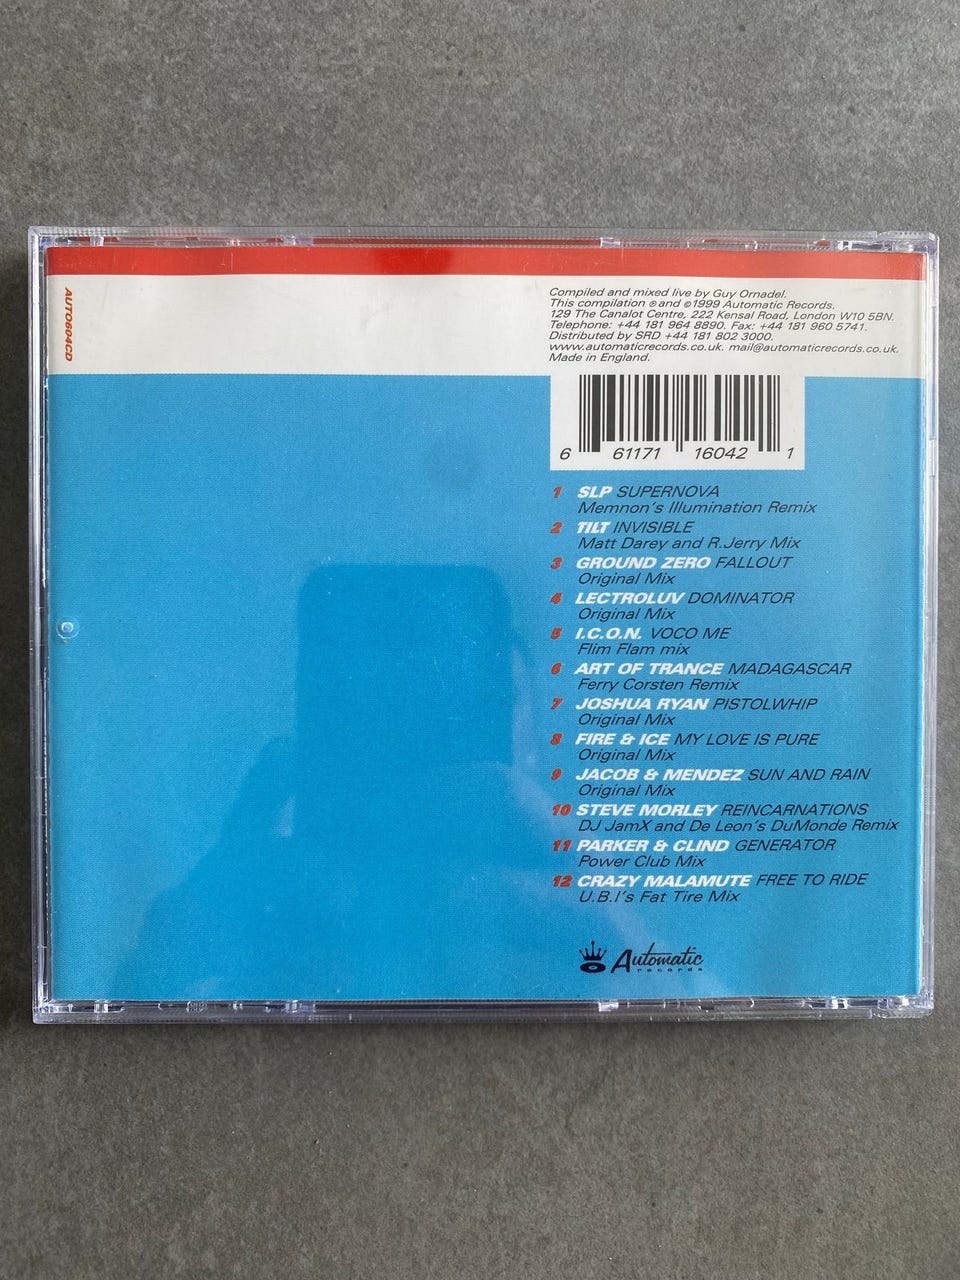 AUTO604CD
Compiled and mixed live by Guy Ornadel.
This compilation ℗ and ©1999 Automatic Records.
129 The Canalot Centre, 222 Kensal Road, London W10 5BN.
Telephone: +44 181 964 8890. Fax: +44 181 960 5741.
Distributed by SRD +44 181 802 3000.
www.automaticrecords.co.uk. mail@automaticrecords.co.uk.
Made in England.
6 61171 16042 1
1 SLP SUPERNOVA
Memnon's Illumination Remix
2 TILT INVISIBLE
Matt Darey and R.Jerry Mix
3 GROUND ZERO FALLOUT
Original Mix
4 LECTROLUV DOMINATOR
Original Mix
5 I.C.O.N. VOCO ME
Flim Flam mix
6 ART OF TRANCE MADAGASCAR
Ferry Corsten Remix
7 JOSHUA RYAN PISTOLWHIP
Original Mix
8 FIRE & ICE MY LOVE IS PURE
Original Mix
9 JACOB & MENDEZ SUN AND RAIN
Original Mix
10 STEVE MORLEY REINCARNATIONS
DJ JamX and De Leon's DuMonde Remix
11 PARKER & CLIND GENERATOR
Power Club Mix
12 CRAZY MALAMUTE FREE TO RIDE
U.B.I's Fat Tire Mix
Automatic
records